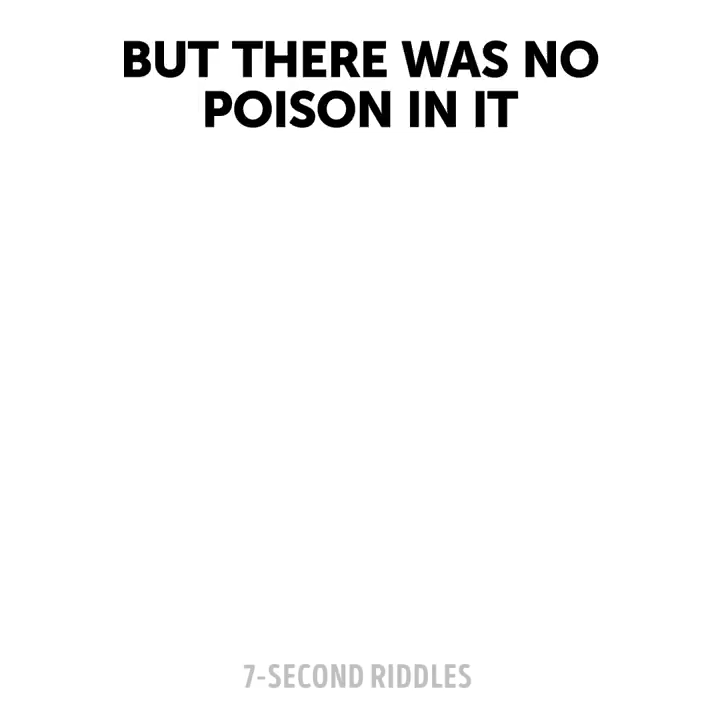 BUT THERE WAS NO
POISON IN IT
7-SECOND RIDDLES